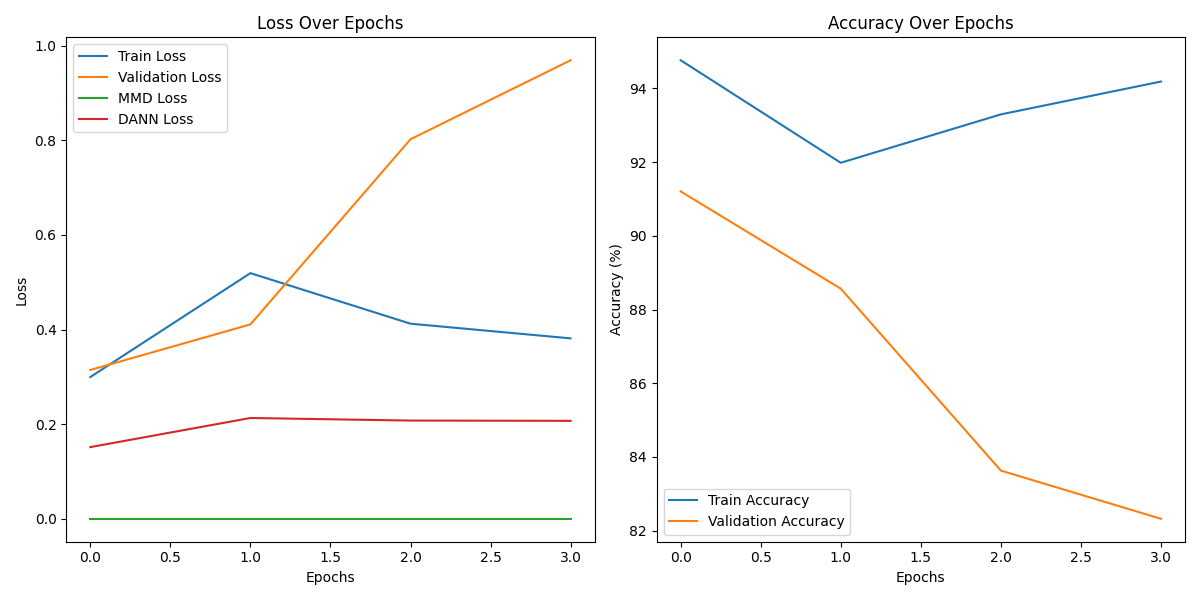 Loss Over Epochs
Train Loss
Validation Loss
MMD Loss
DANN Loss
1.0
0.8
0.6
0.4
0.2
0.0
Loss
0.0 0.5 1.0 1.5 2.0 2.5 3.0
Epochs
Accuracy Over Epochs
94
92
90
88
86
84
82
Accuracy (%)
Train Accuracy
Validation Accuracy
0.0 0.5 1.0 1.5 2.0 2.5 3.0
Epochs